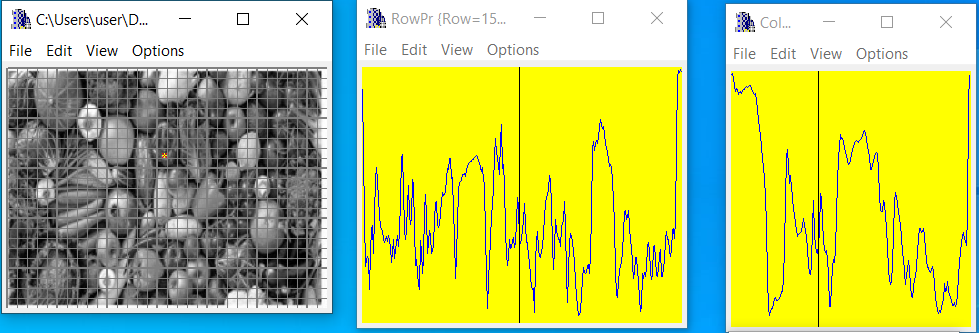 C:\Users\user\D...
File Edit View Options
RowPr {Row=15...
File Edit View Options
Col...
File Edit View Options